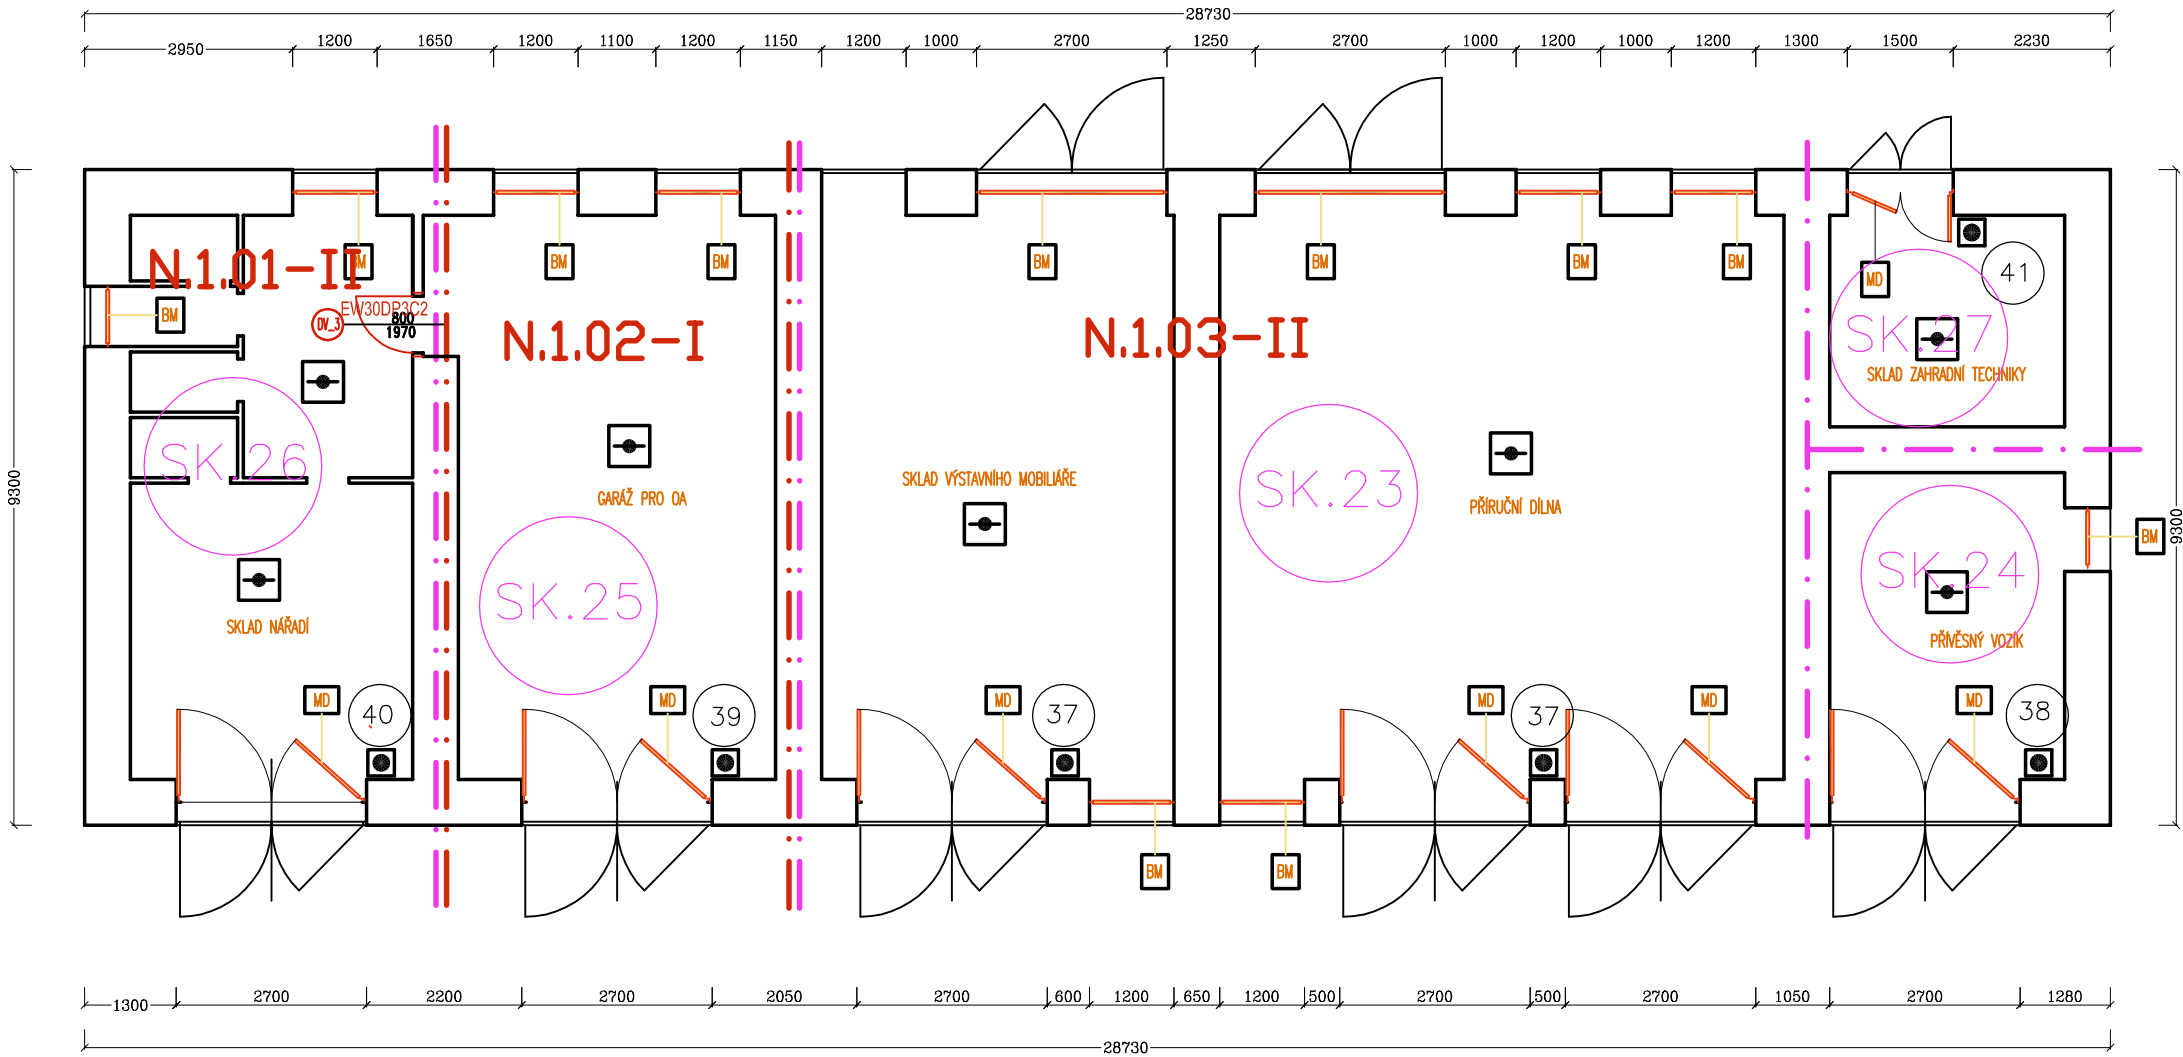 28730
2950 1200 1650 1200 1100 1200 1150 1200 1000 2700 1250 2700 1000 1200 1000 1200 1300 1500 2230
BM BM BM BM BM BM BM
N.1.01-II
BM
MD
41
EW30DP3C2
DV_3
800
1970
N.1.02-I
N.1.03-II
SK.27
SKLAD ZAHRADNÍ TECHNIKY
SK.26
GARÁŽ PRO OA
SKLAD VÝSTAVNÍHO MOBILIÁŘE
SK.23
PŘÍRUČNÍ DÍLNA
9300
9300
BM
SK.25
SK.24
SKLAD NÁŘADÍ
PŘÍVĚSNÝ VOZÍK
MD 40 MD 39 MD 37 MD 37 MD MD 38
BM BM
1300 2700 2200 2700 2050 2700 600 1200 650 1200 500 2700 500 2700 1050 2700 1280
28730